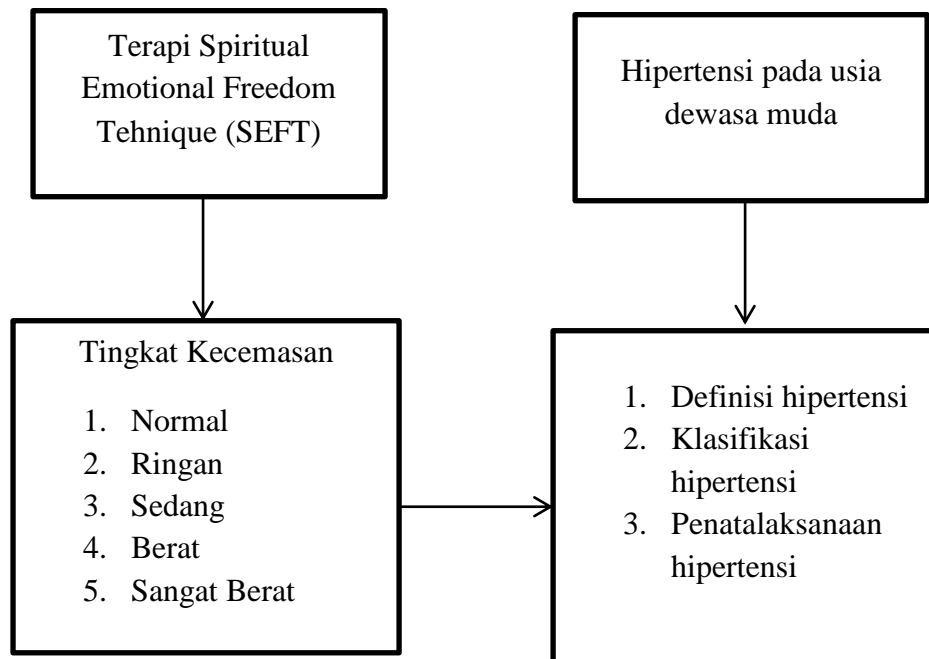 Terapi Spiritual
Emotional Freedom
Tehnique (SEFT)
Hipertensi pada usia
dewasa muda
Tingkat Kecemasan
1. Normal
2. Ringan
3. Sedang
4. Berat
5. Sangat Berat
1. Definisi hipertensi
2. Klasifikasi
hipertensi
3. Penatalaksanaan
hipertensi